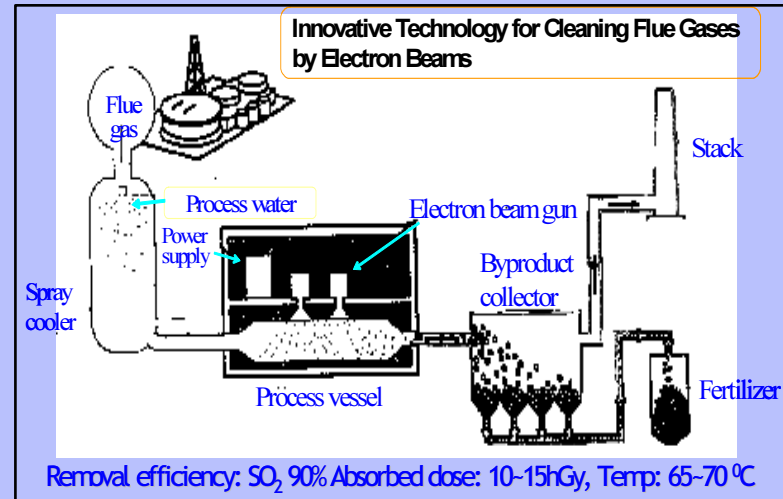 Innovative Technology for Cleaning Flue Gases
by Electron Beams
Flue
gas
Process water
Electron beam gun
Power
supply
Stack
Byproduct
collector
Spray
cooler
Process vessel
Fertilizer
Removal efficiency: SO₂ 90% Absorbed dose: 10~15hGy, Temp: 65~70 ⁰C